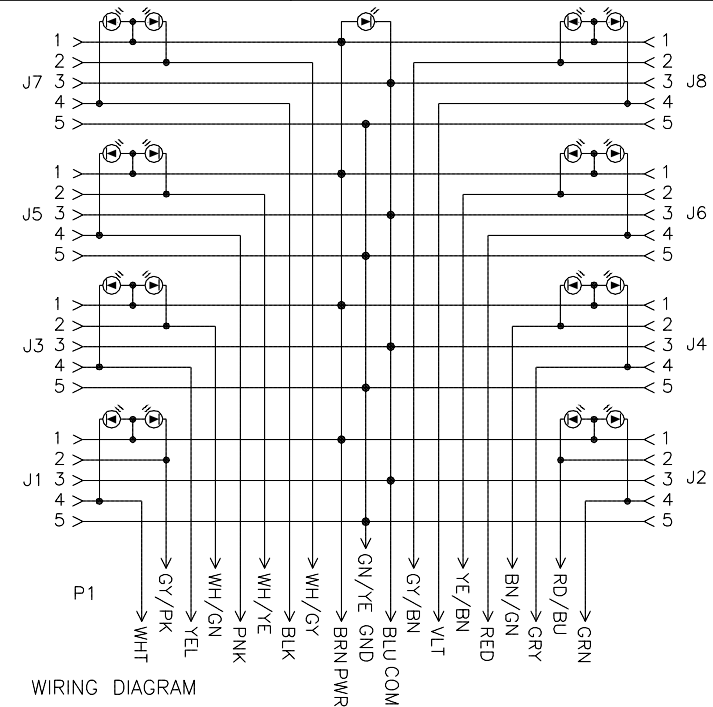 1 1
2 2
J7 3 3 J8
4 4
5 5
1 1
2 2
J5 3 3 J6
4 4
5 5
1 1
2 2
J3 3 3 J4
4 4
5 5
1 1
2 2
J1 3 3 J2
4 4
5 5
P1
WHT
GY/PK
YEL
WH/GN
PNK
WH/YE
BLK
WH/GY
BRN PWR
GN/YE GND
BLU COM
GY/BN
VLT
YE/BN
RED
BN/GN
GRY
RD/BU
GRN
WIRING DIAGRAM